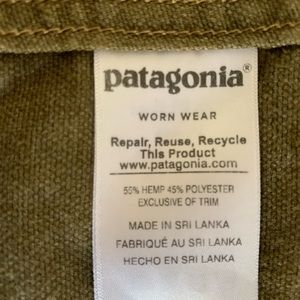 patagonia®
WORN WEAR
Repair, Reuse, Recycle
This Product
www.patagonia.com
55% HEMP 45% POLYESTER
EXCLUSIVE OF TRIM
MADE IN SRI LANKA
FABRIQUÉ AU SRI LANKA
HECHO EN SRI LANKA